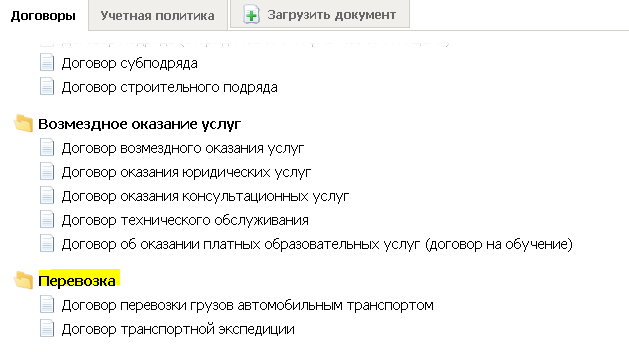 Договоры
Учетная политика
Загрузить документ
Договор субподряда
Договор строительного подряда
Возмездное оказание услуг
Договор возмездного оказания услуг
Договор оказания юридических услуг
Договор оказания консультационных услуг
Договор технического обслуживания
Договор об оказании платных образовательных услуг (договор на обучение)
Перевозка
Договор перевозки грузов автомобильным транспортом
Договор транспортной экспедиции